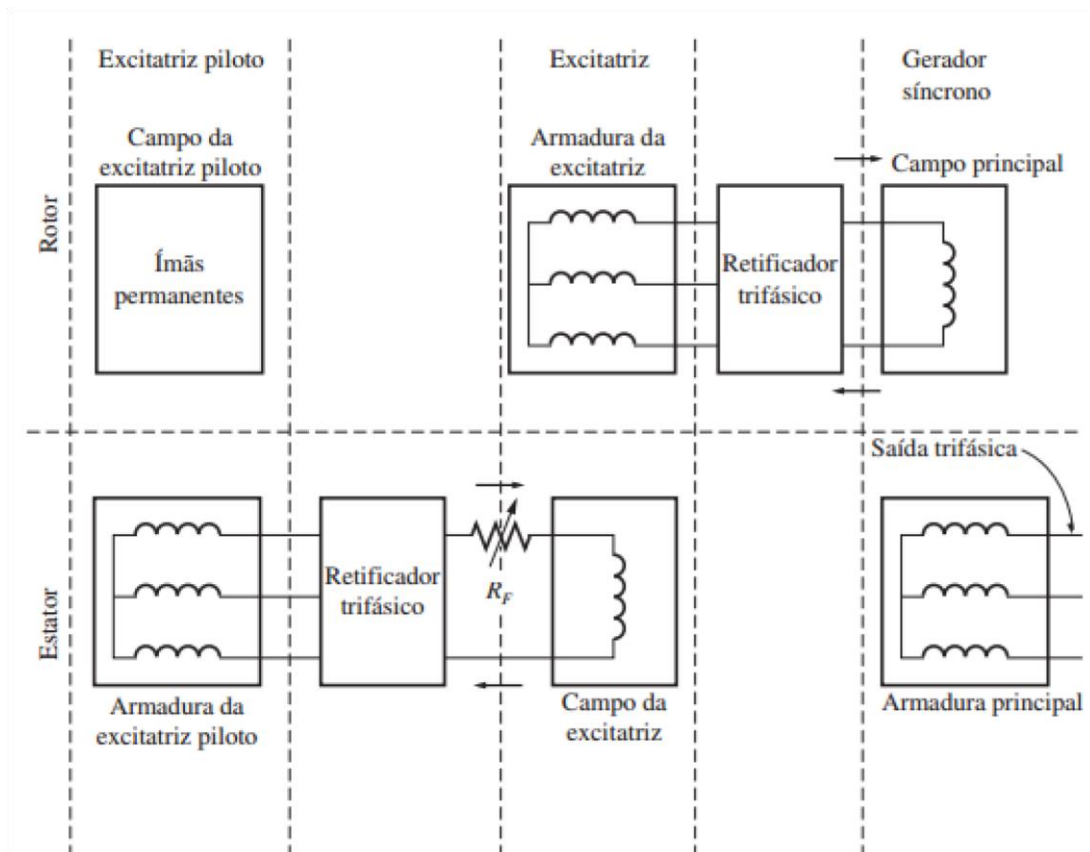 Excitatriz piloto
Excitatriz
Gerador
síncrono
Rotor
Campo da
excitatriz piloto
Ímãs
permanentes
Armadura da
excitatriz
Retificador
trifásico
Campo principal
Estator
Armadura da
excitatriz piloto
Retificador
trifásico
R_F
Campo da
excitatriz
Saída trifásica
Armadura principal